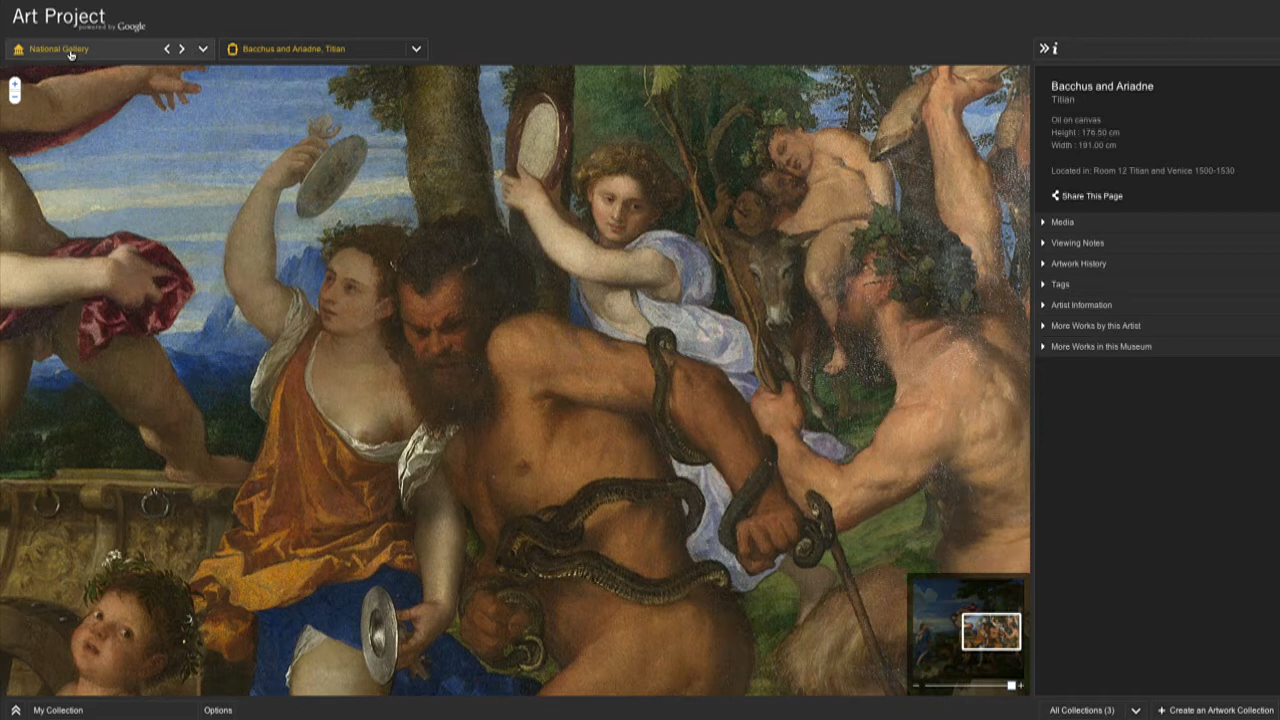 Art Project
powered by Google
National Gallery
Bacchus and Ariadne, Titian
Bacchus and Ariadne
Titian
Oil on canvas
Height : 176.50 cm
Width : 191.00 cm
Located in: Room 12 Titian and Venice 1500-1530
Share This Page
Media
Viewing Notes
Artwork History
Tags
Artist Information
More Works by this Artist
More Works in this Museum
My Collection
Options
All Collections (3)
+ Create an Artwork Collection